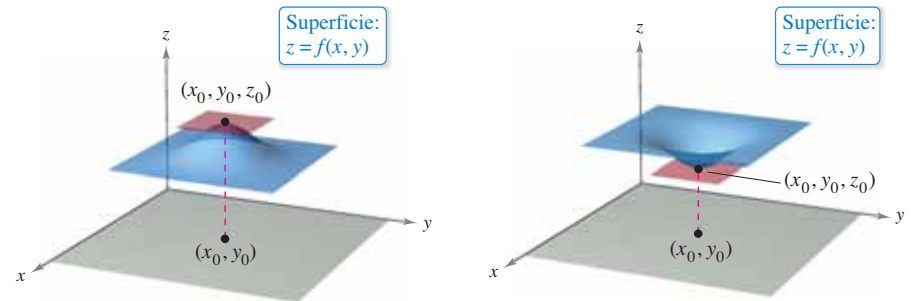 Superficie:
z = f(x, y)
z
(x₀, y₀, z₀)
(x₀, y₀)
y
x
Superficie:
z = f(x, y)
z
(x₀, y₀, z₀)
(x₀, y₀)
y
x